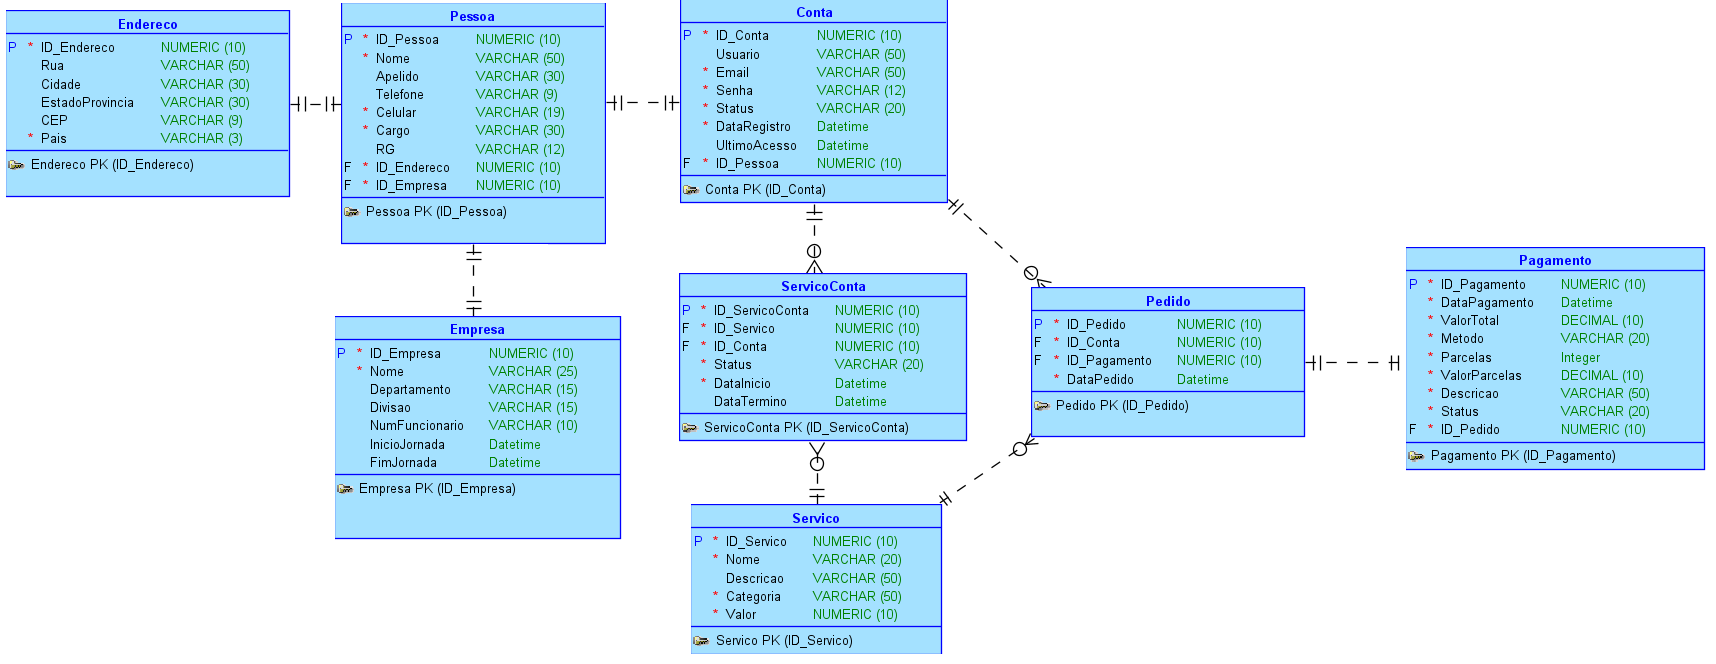 Endereco
P * ID_Endereco NUMERIC (10)
Rua VARCHAR (50)
Cidade VARCHAR (30)
EstadoProvincia VARCHAR (30)
CEP VARCHAR (9)
* Pais VARCHAR (3)
Endereco PK (ID_Endereco)
Pessoa
P * ID_Pessoa NUMERIC (10)
* Nome VARCHAR (50)
Apelido VARCHAR (30)
Telefone VARCHAR (9)
* Celular VARCHAR (19)
* Cargo VARCHAR (30)
RG VARCHAR (12)
F * ID_Endereco NUMERIC (10)
F * ID_Empresa NUMERIC (10)
Pessoa PK (ID_Pessoa)
Conta
P * ID_Conta NUMERIC (10)
Usuario VARCHAR (50)
* Email VARCHAR (50)
* Senha VARCHAR (12)
* Status VARCHAR (20)
* DataRegistro Datetime
UltimoAcesso Datetime
F * ID_Pessoa NUMERIC (10)
Conta PK (ID_Conta)
Empresa
P * ID_Empresa NUMERIC (10)
* Nome VARCHAR (25)
Departamento VARCHAR (15)
Divisao VARCHAR (15)
NumFuncionario VARCHAR (10)
InicioJornada Datetime
FimJornada Datetime
Empresa PK (ID_Empresa)
ServicoConta
P * ID_ServicoConta NUMERIC (10)
F * ID_Servico NUMERIC (10)
F * ID_Conta NUMERIC (10)
* Status VARCHAR (20)
* DataInicio Datetime
DataTermino Datetime
ServicoConta PK (ID_ServicoConta)
Pedido
P * ID_Pedido NUMERIC (10)
F * ID_Conta NUMERIC (10)
F * ID_Pagamento NUMERIC (10)
* DataPedido Datetime
Pedido PK (ID_Pedido)
Pagamento
P * ID_Pagamento NUMERIC (10)
* DataPagamento Datetime
* ValorTotal DECIMAL (10)
* Metodo VARCHAR (20)
* Parcelas Integer
* ValorParcelas DECIMAL (10)
* Descricao VARCHAR (50)
* Status VARCHAR (20)
F * ID_Pedido NUMERIC (10)
Pagamento PK (ID_Pagamento)
Servico
P * ID_Servico NUMERIC (10)
* Nome VARCHAR (20)
Descricao VARCHAR (50)
* Categoria VARCHAR (50)
* Valor NUMERIC (10)
Servico PK (ID_Servico)